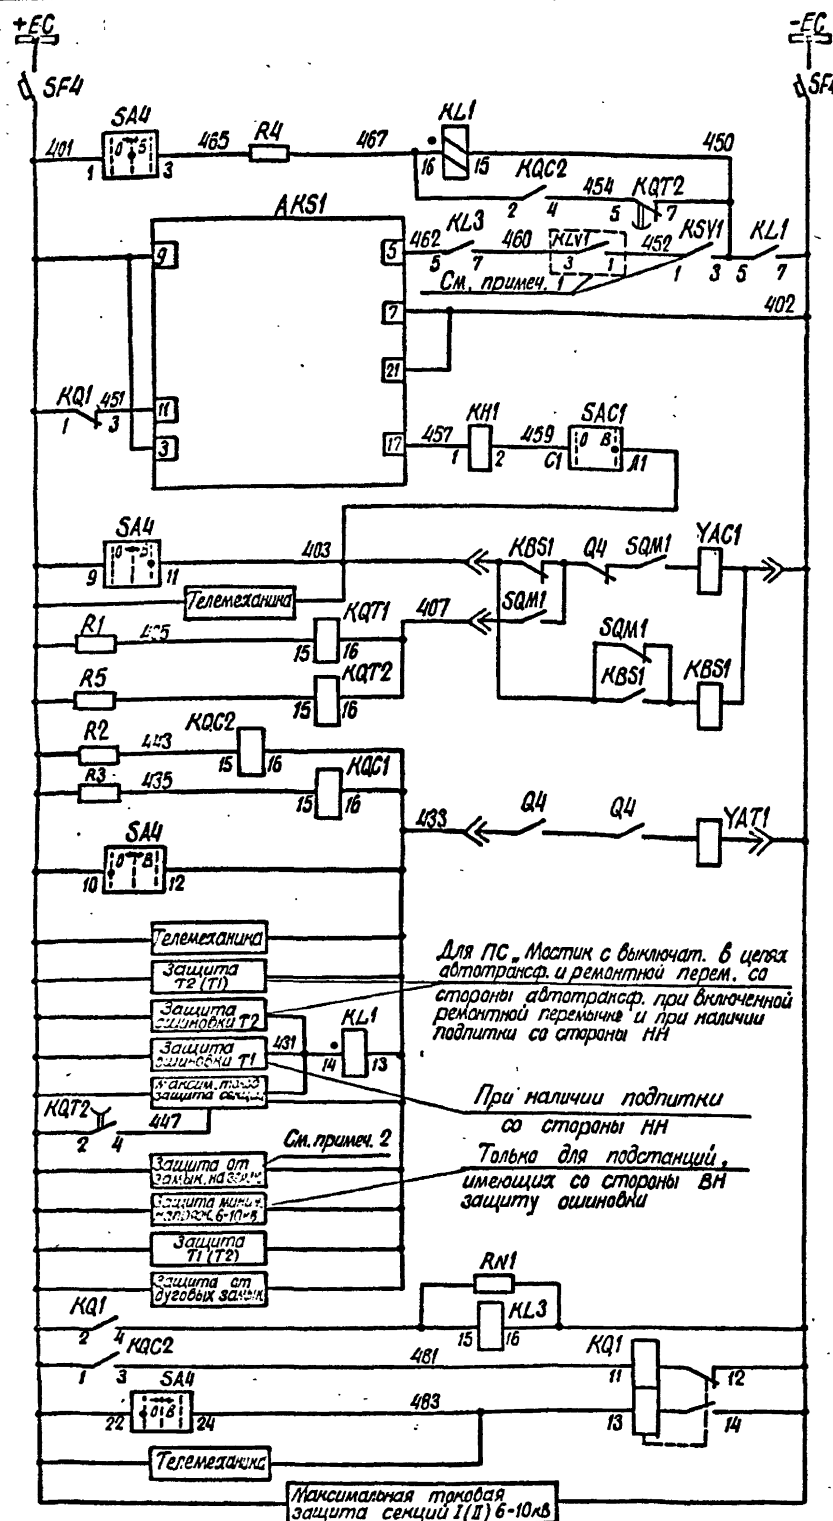 +EC -EC
SF4 SF4
SA4 KL1
401 465 R4 467 450
0 Б
1 3 16 15
KQC2 454 KQT2
2 4 5 7
AKS1
9 5 462 KL3 460 KLV1 452 KSV1 KL1
5 7 3 1 1 3 5 7
См. примеч. 1
7 402
21
KQ1 451 11
1 3
3 17 457 KH1 459 SAC1
0 В
1 2 C1 A1
SA4
0 Б
9 11 403 KBS1 Q4 SQM1 YAC1
Телемеханика
407 SQM1
R1 KQT1
15 16
R5 KQT2
15 16
SQM1
KBS1 KBS1
R2 443 KQC2
15 16
R3 435 KQC1
15 16
433 Q4 Q4 YAT1
SA4
0 В
10 12
Телемеханика
Защита
Т2 (Т1)
Защита
ошиновки Т2
Защита
ошиновки Т1
431 KL1
14 13
защита секций
KQT2
2 4 447
Для ПС „Мостик с выключат. в цепях
автотрансф. и ремонтной перем. со
стороны автотрансф. при включенной
ремонтной перемычке и при наличии
подпитки со стороны НН
При наличии подпитки
со стороны НН
См. примеч. 2
Только для подстанций,
имеющих со стороны ВН
защиту ошиновки
Защита от
замык. на землю
Защита миним.
напряж. 6-10кВ
Защита
Т1 (Т2)
Защита от
дуговых замык.
RN1
KQ1 KL3
2 4 15 16
KQC2 481 KQ1
1 3 11 12
SA4
0 В
22 24 483 13 14
Телемеханика
Максимальная токовая
защита секций I(II) 6-10кВ